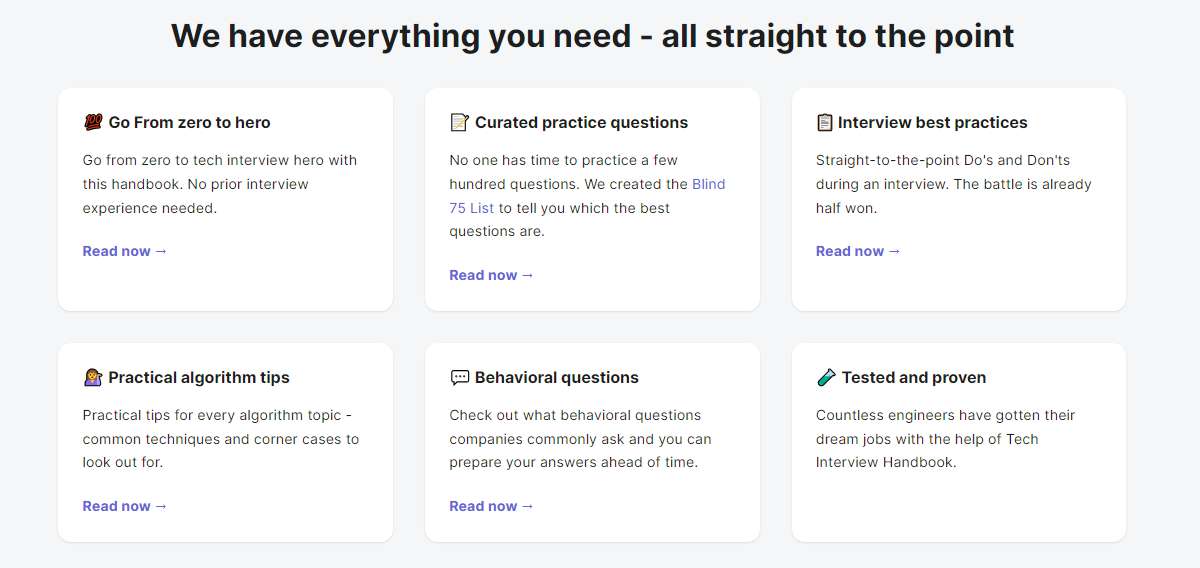 We have everything you need - all straight to the point
💯 Go From zero to hero
Go from zero to tech interview hero with
this handbook. No prior interview
experience needed.
Read now →
📝 Curated practice questions
No one has time to practice a few
hundred questions. We created the Blind
75 List to tell you which the best
questions are.
Read now →
📋 Interview best practices
Straight-to-the-point Do's and Don'ts
during an interview. The battle is already
half won.
Read now →
💁‍♀️ Practical algorithm tips
Practical tips for every algorithm topic -
common techniques and corner cases to
look out for.
Read now →
💬 Behavioral questions
Check out what behavioral questions
companies commonly ask and you can
prepare your answers ahead of time.
Read now →
🧪 Tested and proven
Countless engineers have gotten their
dream jobs with the help of Tech
Interview Handbook.